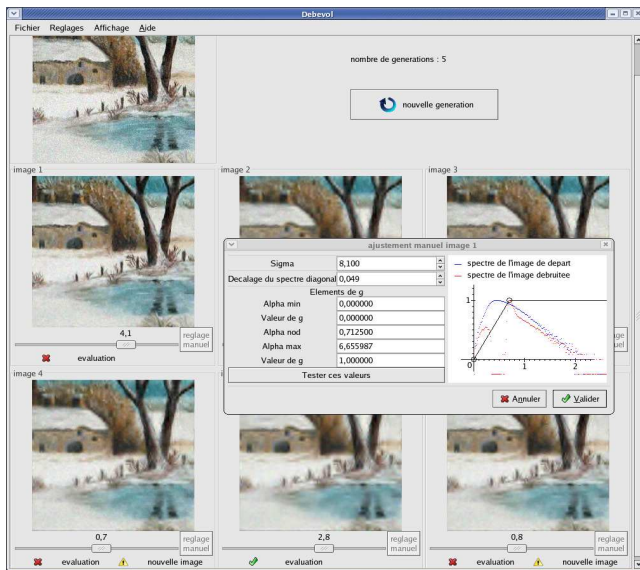 Debevol
Fichier Reglages Affichage Aide
nombre de generations : 5
nouvelle generation
image 1
image 2
image 3
ajustement manuel image 1
Sigma 8,100
Decalage du spectre diagonal 0,049
Elements de g
Alpha min 0,000000
Valeur de g 0,000000
Alpha nod 0,712500
Alpha max 6,655987
Valeur de g 1,000000
Tester ces valeurs
spectre de l'image de depart
spectre de l'image debruitee
1
0 1 2
Annuler Valider
4,1
reglage manuel
evaluation
image 4
0,7
reglage manuel
evaluation nouvelle image
2,8
reglage manuel
evaluation
0,8
reglage manuel
evaluation nouvelle image